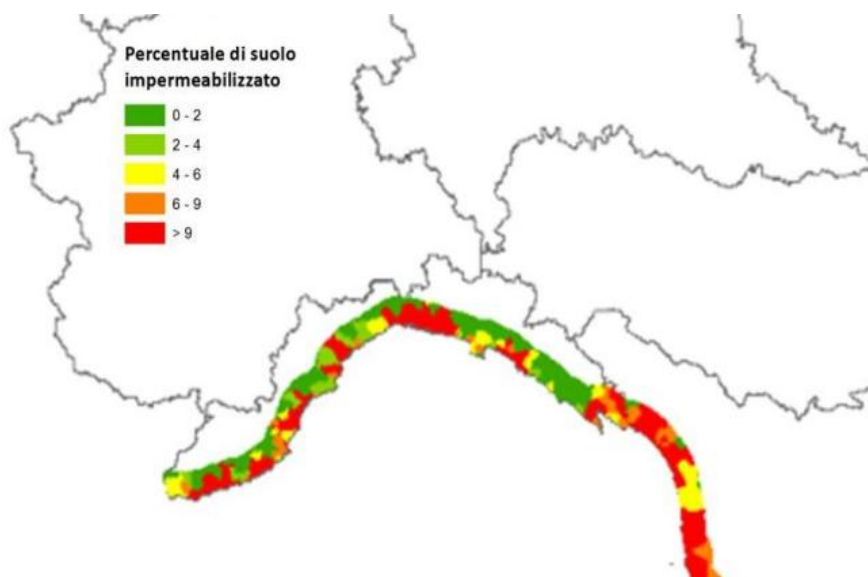 Percentuale di suolo
impermeabilizzato
0 - 2
2 - 4
4 - 6
6 - 9
> 9